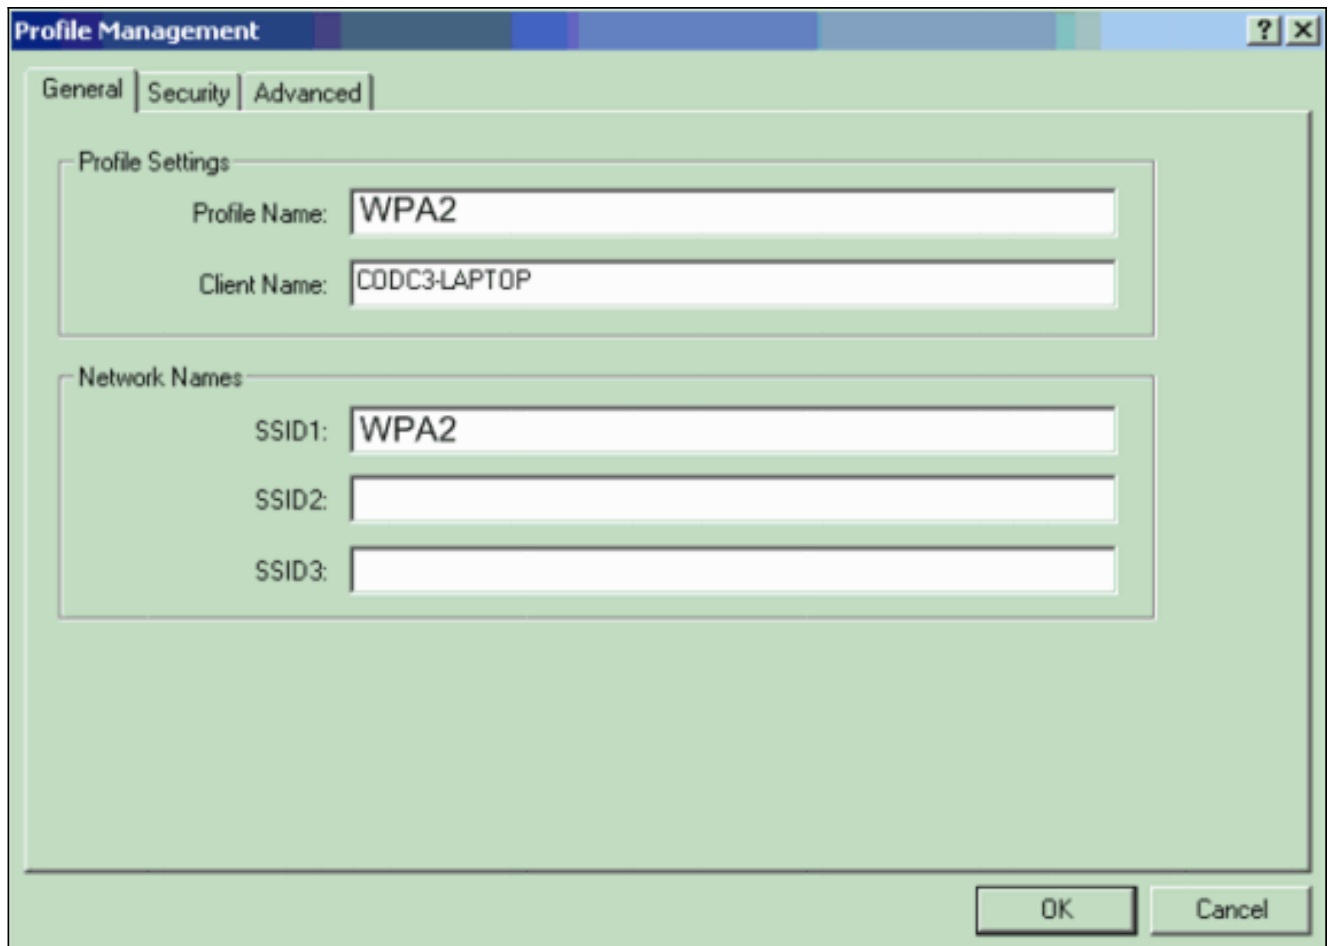 Profile Management
General Security Advanced
Profile Settings
Profile Name: WPA2
Client Name: CODC3-LAPTOP
Network Names
SSID1: WPA2
SSID2:
SSID3:
OK Cancel